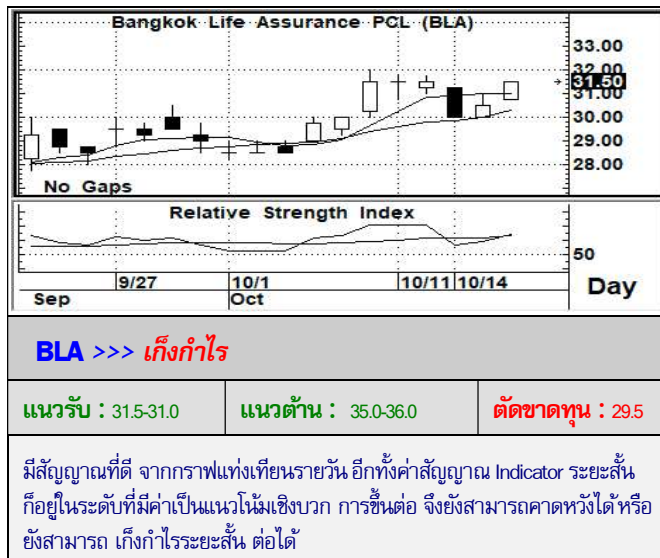 Bangkok Life Assurance PCL (BLA)
33.00
32.00
31.50
31.00
30.00
29.00
28.00
No Gaps
Relative Strength Index
50
9/27 10/1 10/11 10/14
Sep Oct
Day
BLA >>> เก็งกำไร
แนวรับ : 31.5-31.0 แนวต้าน : 35.0-36.0 ตัดขาดทุน : 29.5
มีสัญญาณที่ดี จากกราฟแท่งเทียนรายวัน อีกทั้งค่าสัญญาณ Indicator ระยะสั้น
ก็อยู่ในระดับที่มีค่าเป็นแนวโน้มเชิงบวก การขึ้นต่อ จึงยังสามารถคาดหวังได้หรือ
ยังสามารถ เก็งกำไรระยะสั้น ต่อได้